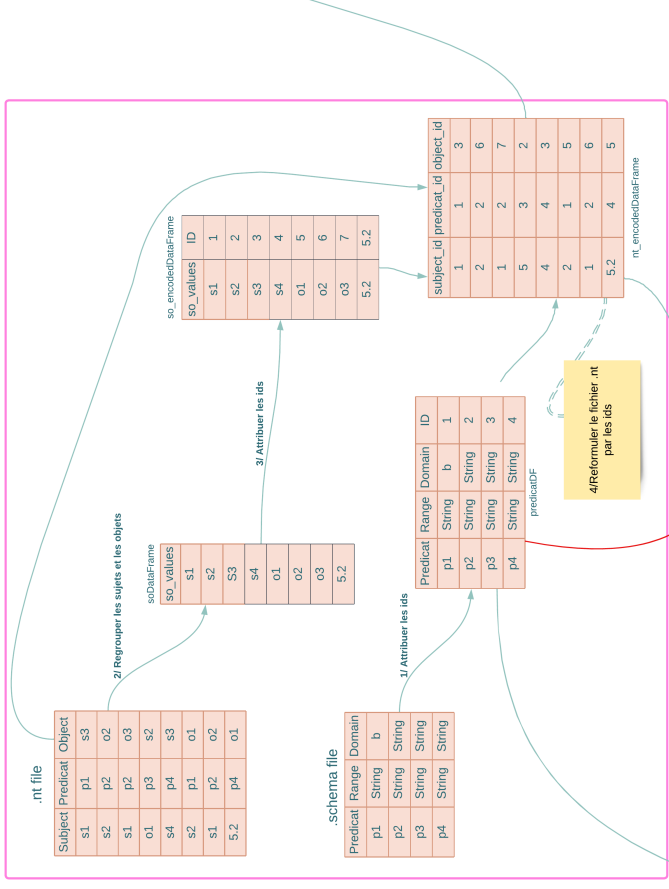 .nt file
Subject Predicat Object
s1 p1 s3
s2 p2 o2
s1 p2 o3
o1 p3 s2
s4 p4 s3
s2 p1 o1
s1 p2 o2
5.2 p4 o1
.schema file
Predicat Range Domain
p1 String b
p2 String String
p3 String String
p4 String String
2/ Regrouper les sujets et les objets
soDataFrame
so_values
s1
s2
S3
s4
o1
o2
o3
5.2
1/ Attribuer les ids
Predicat Range Domain ID
p1 String b 1
p2 String String 2
p3 String String 3
p4 String String 4
predicatDF
3/ Attribuer les ids
so_encodedDataFrame
so_values ID
s1 1
s2 2
s3 3
s4 4
o1 5
o2 6
o3 7
5.2 5.2
4/Reformuler le fichier .nt
par les ids
subject_id predicat_id object_id
1 1 3
2 2 6
1 2 7
5 3 2
4 4 3
2 1 5
1 2 6
5.2 4 5
nt_encodedDataFrame